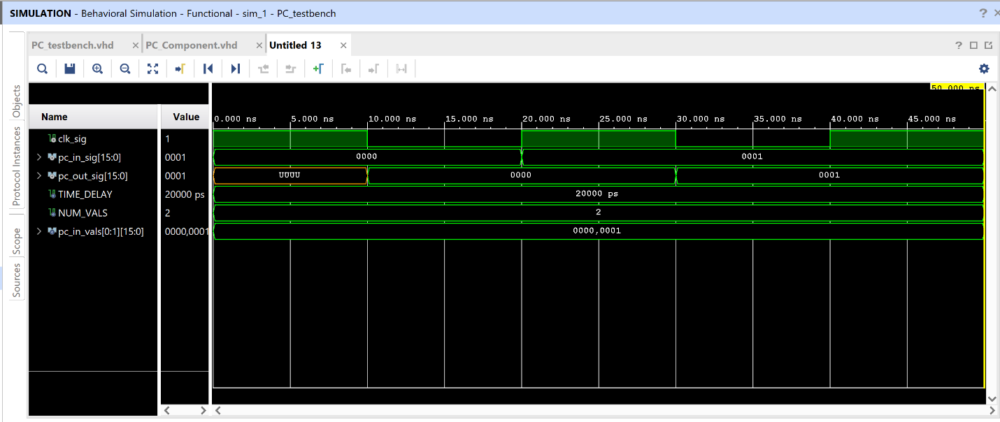 SIMULATION - Behavioral Simulation - Functional - sim_1 - PC_testbench ? ×
PC_testbench.vhd × PC_Component.vhd × Untitled 13 × ?
Objects
Protocol Instances
Scope
Sources
50.000 ns
Name Value
0.000 ns 5.000 ns 10.000 ns 15.000 ns 20.000 ns 25.000 ns 30.000 ns 35.000 ns 40.000 ns 45.000 ns
clk_sig 1
pc_in_sig[15:0] 0001 0000 0001
pc_out_sig[15:0] 0001 UUUU 0000 0001
TIME_DELAY 20000 ps 20000 ps
NUM_VALS 2 2
pc_in_vals[0:1][15:0] 0000,0001 0000,0001